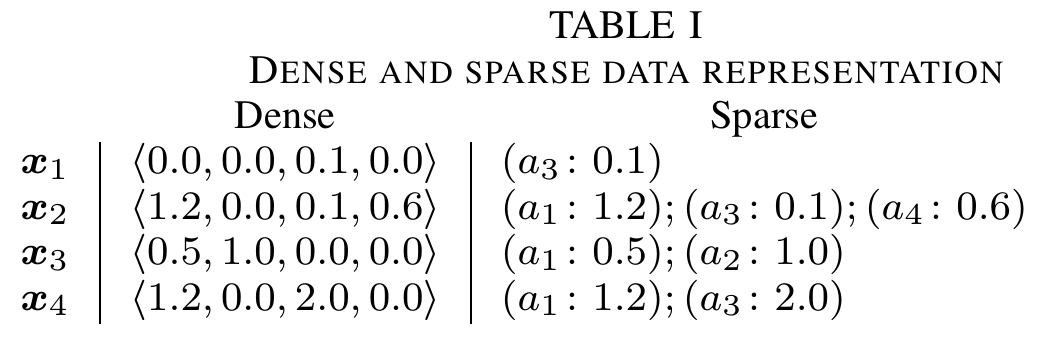 TABLE I
DENSE AND SPARSE DATA REPRESENTATION
Dense Sparse
x₁ ⟨0.0, 0.0, 0.1, 0.0⟩ (a₃: 0.1)
x₂ ⟨1.2, 0.0, 0.1, 0.6⟩ (a₁: 1.2); (a₃: 0.1); (a₄: 0.6)
x₃ ⟨0.5, 1.0, 0.0, 0.0⟩ (a₁: 0.5); (a₂: 1.0)
x₄ ⟨1.2, 0.0, 2.0, 0.0⟩ (a₁: 1.2); (a₃: 2.0)